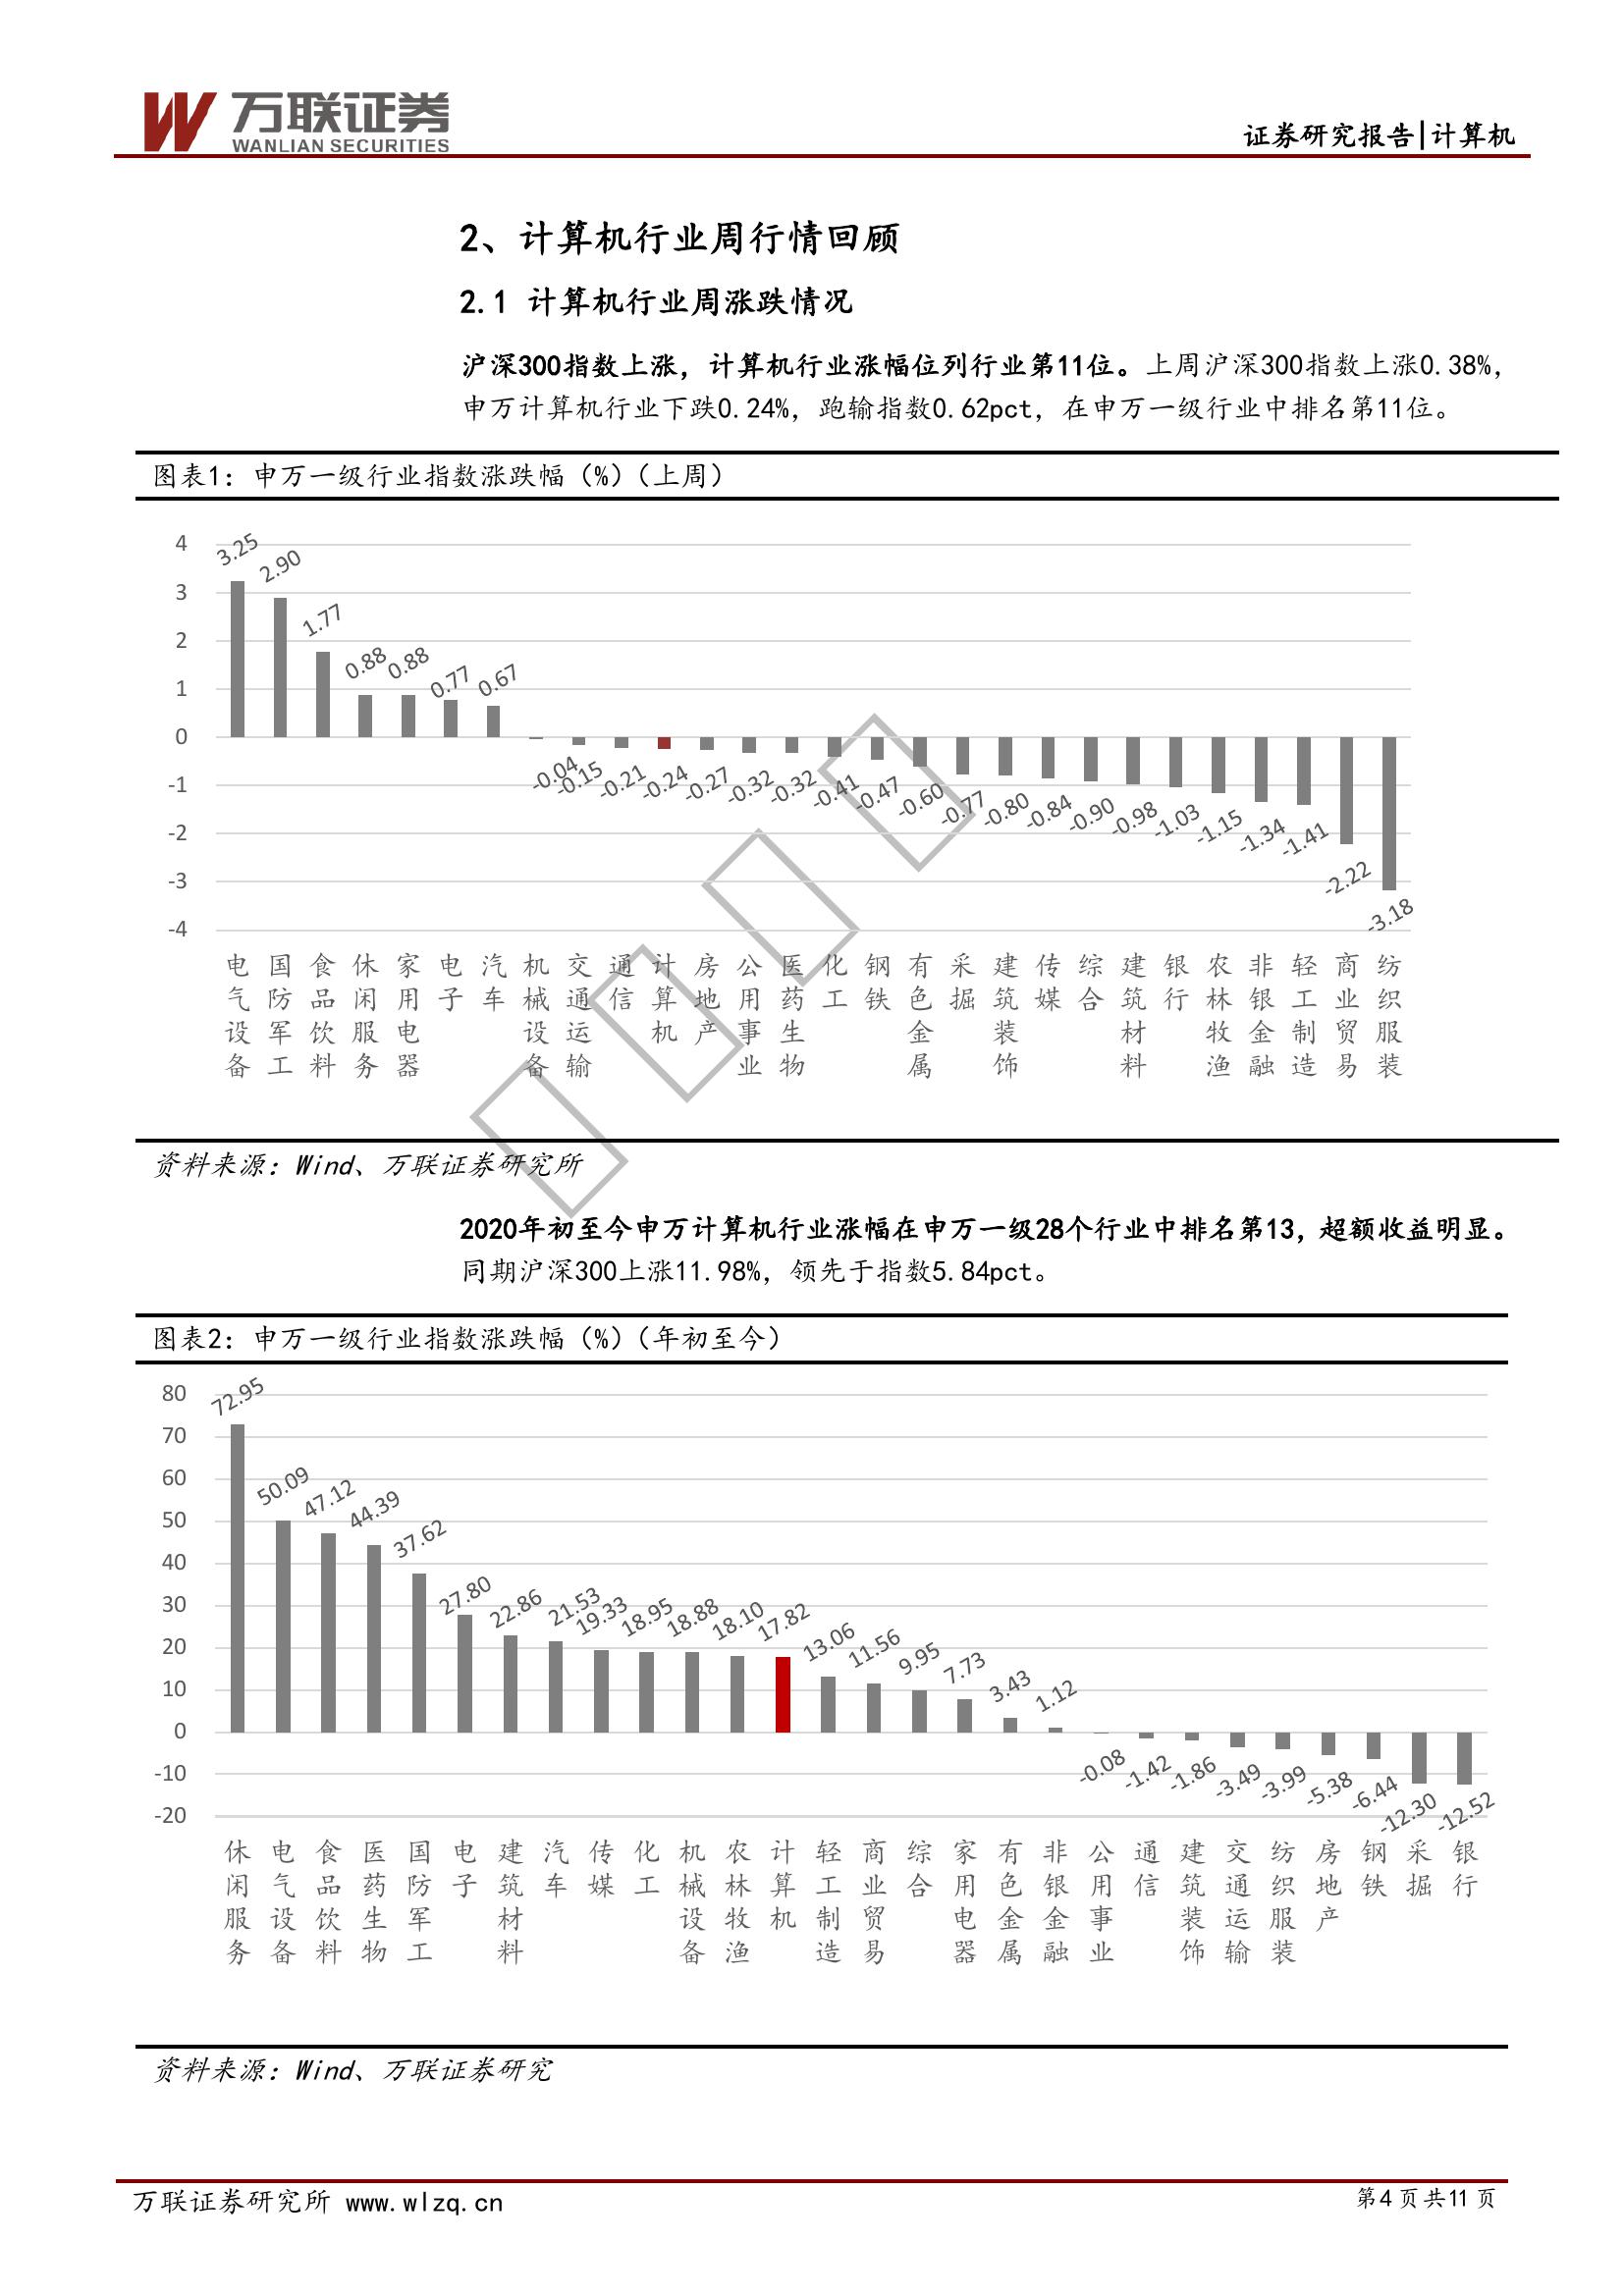 万联证券
WANLIAN SECURITIES
证券研究报告|计算机
2、计算机行业周行情回顾
2.1 计算机行业周涨跌情况
沪深300指数上涨，计算机行业涨幅位列行业第11位。上周沪深300指数上涨0.38%，
申万计算机行业下跌0.24%，跑输指数0.62pct，在申万一级行业中排名第11位。
图表1：申万一级行业指数涨跌幅（%）（上周）
4
3
2
1
0
-1
-2
-3
-4
3.25 2.90 1.77 0.88 0.88 0.77 0.67 -0.04 -0.15 -0.21 -0.24 -0.27 -0.32 -0.32 -0.41 -0.47 -0.60 -0.77 -0.80 -0.84 -0.90 -0.98 -1.03 -1.15 -1.34 -1.41 -2.22 -3.18
电气设备 国防军工 食品饮料 休闲服务 家用电器 电子 汽车 机械设备 交通运输 通信 计算机 房地产 公用事业 医药生物 化工 钢铁 有色金属 采掘 建筑装饰 传媒 综合 建筑材料 银行 农林牧渔 非银金融 轻工制造 商业贸易 纺织服装
资料来源：Wind、万联证券研究所
2020年初至今申万计算机行业涨幅在申万一级28个行业中排名第13，超额收益明显。
同期沪深300上涨11.98%，领先于指数5.84pct。
图表2：申万一级行业指数涨跌幅（%）（年初至今）
80
70
60
50
40
30
20
10
0
-10
-20
72.95 50.09 47.12 44.39 37.62 27.80 22.86 21.53 19.33 18.95 18.88 18.10 17.82 13.06 11.56 9.95 7.73 3.43 1.12 -0.08 -1.42 -1.86 -3.49 -3.99 -5.38 -6.44 -12.30 -12.52
休闲服务 电气设备 食品饮料 医药生物 国防军工 电子 建筑材料 汽车 传媒 化工 机械设备 农林牧渔 计算机 轻工制造 商业贸易 综合 家用电器 有色金属 非银金融 公用事业 通信 建筑装饰 交通运输 纺织服装 房地产 钢铁 采掘 银行
资料来源：Wind、万联证券研究
万联证券研究所 www.wlzq.cn
第4页共11页